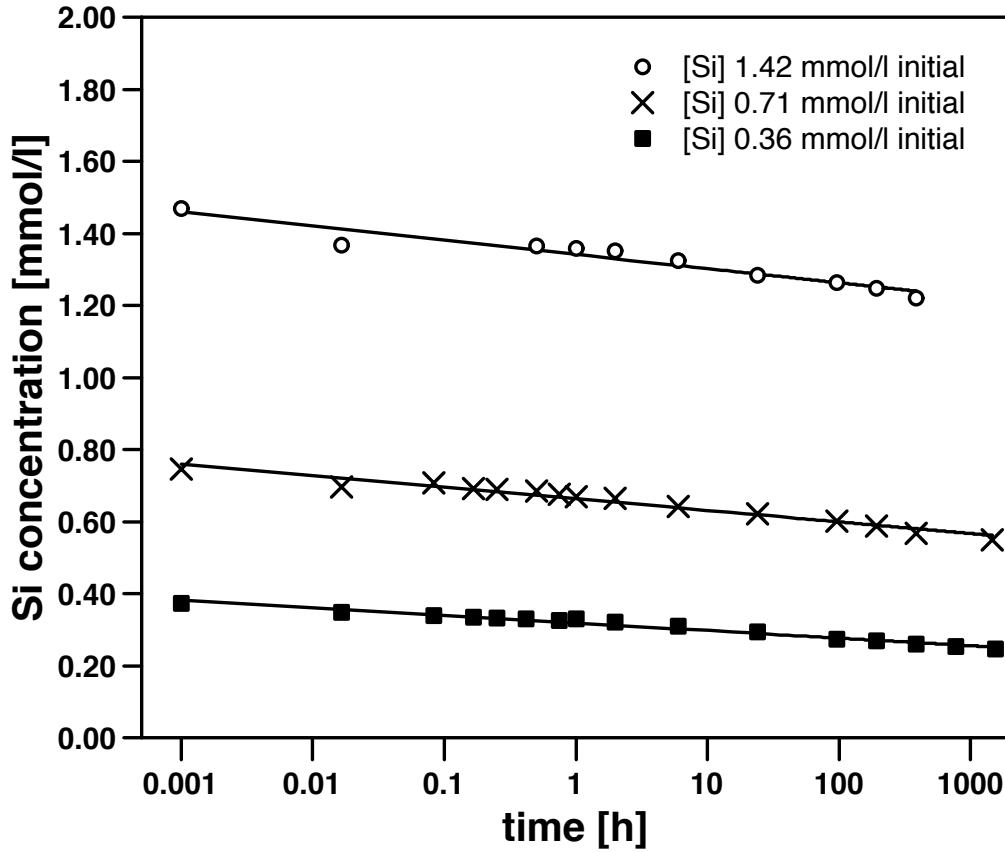 2.00
1.80
1.60
1.40
1.20
1.00
0.80
0.60
0.40
0.20
0.00
Si concentration [mmol/l]
[Si] 1.42 mmol/l initial
[Si] 0.71 mmol/l initial
[Si] 0.36 mmol/l initial
0.001 0.01 0.1 1 10 100 1000
time [h]